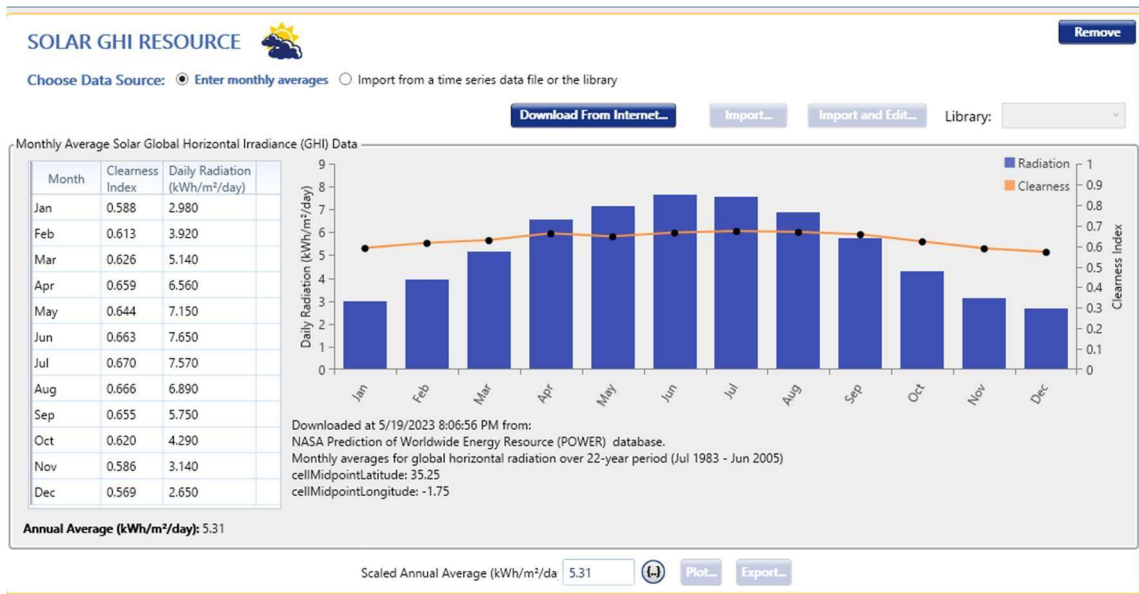 SOLAR GHI RESOURCE
Remove
Choose Data Source: Enter monthly averages Import from a time series data file or the library
Download From Internet... Import... Import and Edit... Library:
Monthly Average Solar Global Horizontal Irradiance (GHI) Data
Month Clearness Index Daily Radiation (kWh/m²/day)
Jan 0.588 2.980
Feb 0.613 3.920
Mar 0.626 5.140
Apr 0.659 6.560
May 0.644 7.150
Jun 0.663 7.650
Jul 0.670 7.570
Aug 0.666 6.890
Sep 0.655 5.750
Oct 0.620 4.290
Nov 0.586 3.140
Dec 0.569 2.650
Annual Average (kWh/m²/day): 5.31
Daily Radiation (kWh/m²/day)
9
8
7
6
5
4
3
2
1
0
Radiation
Clearness
1
0.9
0.8
0.7
0.6
0.5
0.4
0.3
0.2
0.1
0
Clearness Index
Jan Feb Mar Apr May Jun Jul Aug Sep Oct Nov Dec
Downloaded at 5/19/2023 8:06:56 PM from:
NASA Prediction of Worldwide Energy Resource (POWER) database.
Monthly averages for global horizontal radiation over 22-year period (Jul 1983 - Jun 2005)
cellMidpointLatitude: 35.25
cellMidpointLongitude: -1.75
Scaled Annual Average (kWh/m²/da 5.31 {..} Plot... Export...